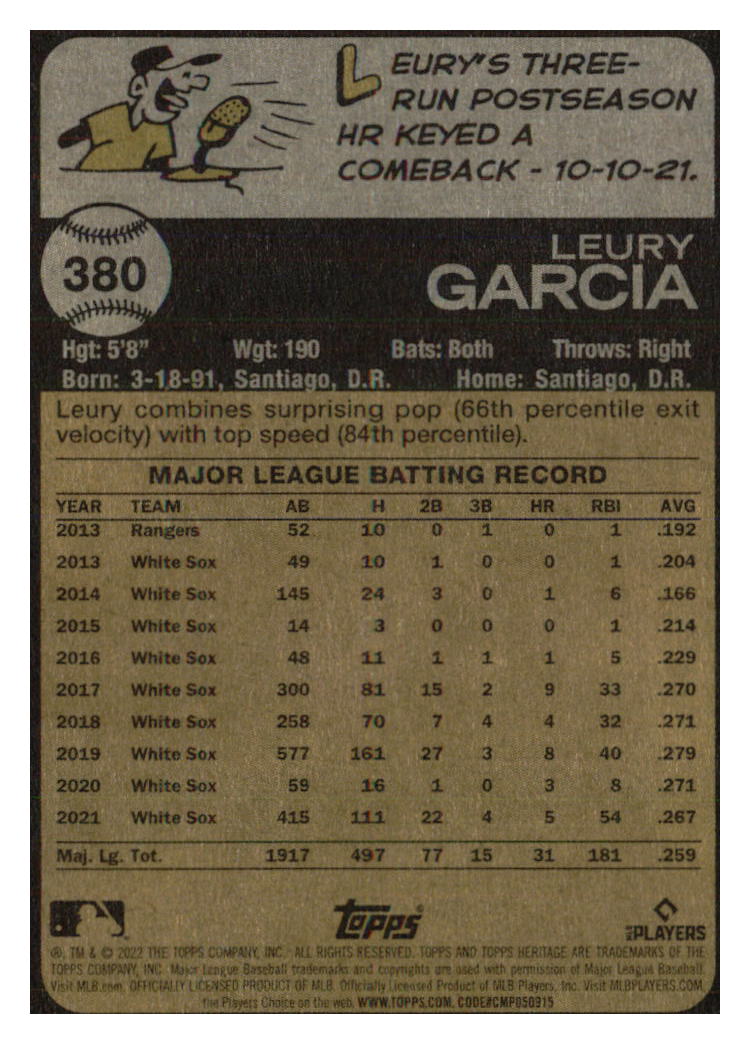 LEURY'S THREE-
RUN POSTSEASON
HR KEYED A
COMEBACK - 10-10-21.
380
LEURY
GARCIA
Hgt: 5'8" Wgt: 190 Bats: Both Throws: Right
Born: 3-18-91, Santiago, D.R. Home: Santiago, D.R.
Leury combines surprising pop (66th percentile exit
velocity) with top speed (84th percentile).
MAJOR LEAGUE BATTING RECORD
YEAR TEAM AB H 2B 3B HR RBI AVG
2013 Rangers 52 10 0 1 0 1 .192
2013 White Sox 49 10 1 0 0 1 .204
2014 White Sox 145 24 3 0 1 6 .166
2015 White Sox 14 3 0 0 0 1 .214
2016 White Sox 48 11 1 1 1 5 .229
2017 White Sox 300 81 15 2 9 33 .270
2018 White Sox 258 70 7 4 4 32 .271
2019 White Sox 577 161 27 3 8 40 .279
2020 White Sox 59 16 1 0 3 8 .271
2021 White Sox 415 111 22 4 5 54 .267
Maj. Lg. Tot. 1917 497 77 15 31 181 .259
Topps®
MLB PLAYERS
®, TM & © 2022 THE TOPPS COMPANY, INC. ALL RIGHTS RESERVED. TOPPS AND TOPPS HERITAGE ARE TRADEMARKS OF THE
TOPPS COMPANY, INC. Major League Baseball trademarks and copyrights are used with permission of Major League Baseball.
Visit MLB.com. OFFICIALLY LICENSED PRODUCT OF MLB. Officially Licensed Product of MLB Players, Inc. Visit MLBPLAYERS.COM,
the Players Choice on the web. WWW.TOPPS.COM. CODE#CMP050915